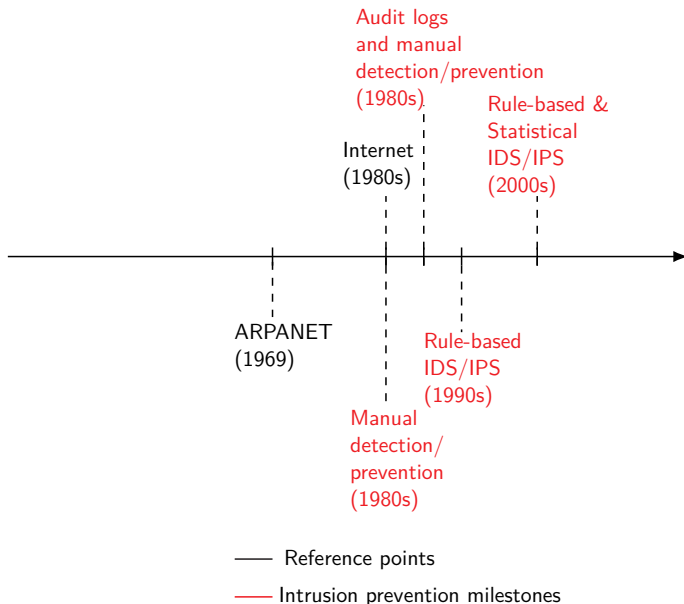 Audit logs
and manual
detection/prevention
(1980s)
Rule-based &
Statistical
IDS/IPS
(2000s)
Internet
(1980s)
ARPANET
(1969)
Rule-based
IDS/IPS
(1990s)
Manual
detection/
prevention
(1980s)
Reference points
Intrusion prevention milestones